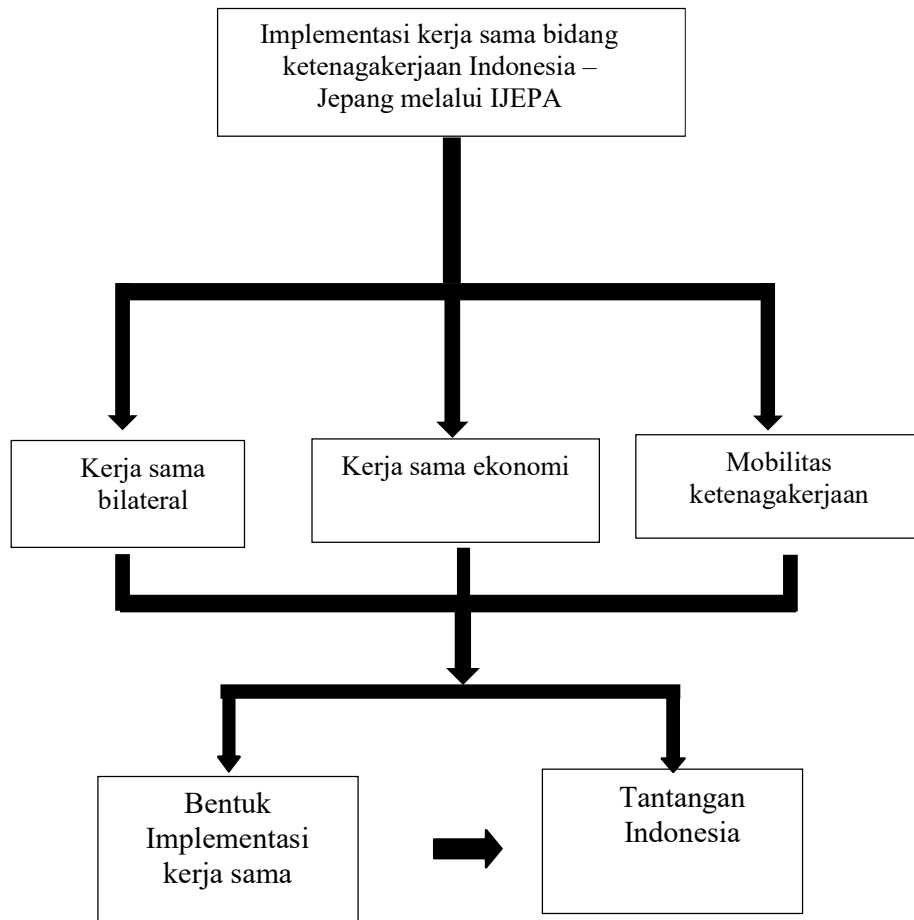 Implementasi kerja sama bidang
ketenagakerjaan Indonesia –
Jepang melalui IJEPA
Kerja sama
bilateral
Kerja sama ekonomi
Mobilitas
ketenagakerjaan
Bentuk
Implementasi
kerja sama
Tantangan
Indonesia